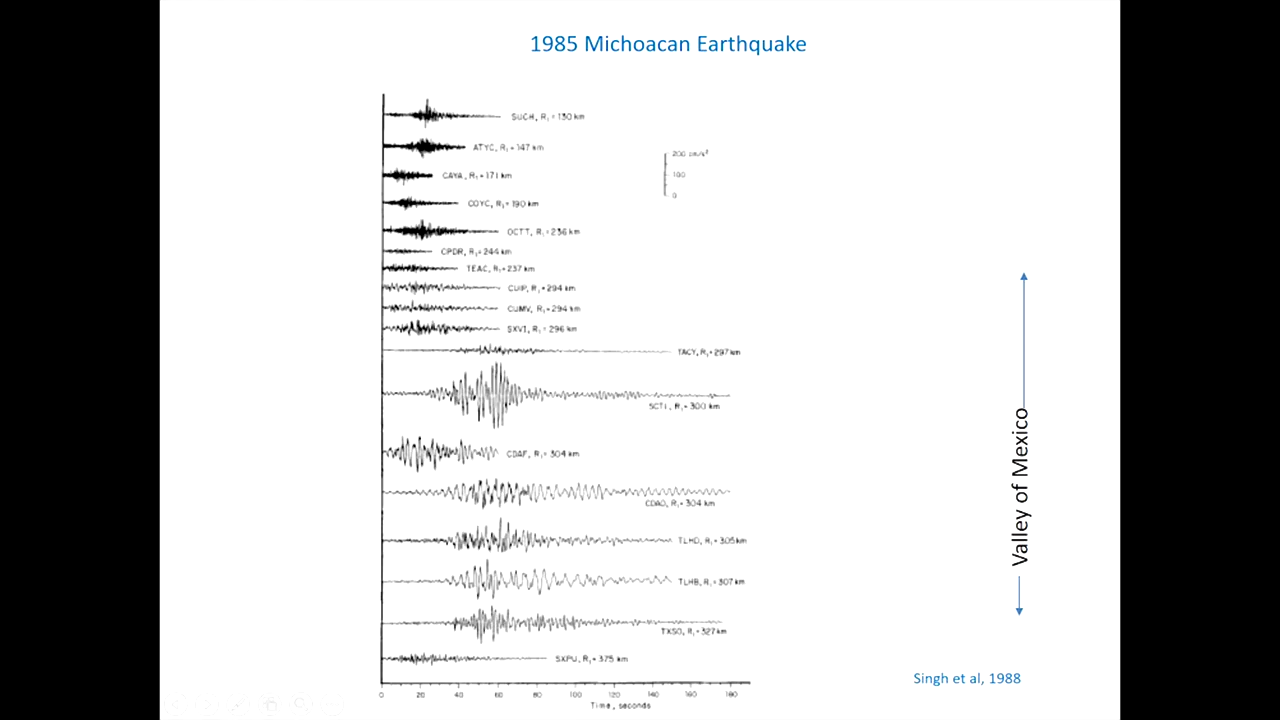 1985 Michoacan Earthquake
SUCH, R₁ = 130 km
ATYC, R₁ = 147 km
200 cm/s²
100
0
CAYA, R₁ = 171 km
COYC, R₁ = 190 km
OCTT, R₁ = 236 km
CPDR, R₁ = 244 km
TEAC, R₁ = 237 km
CUIP, R₁ = 294 km
CUMV, R₁ = 294 km
SXVI, R₁ = 296 km
TACY, R₁ = 297 km
SCT1, R₁ = 300 km
CDAF, R₁ = 304 km
CDAO, R₁ = 304 km
TLHD, R₁ = 305 km
TLHB, R₁ = 307 km
TXSO, R₁ = 327 km
SXPU, R₁ = 375 km
0 20 40 60 80 100 120 140 160 180
Time, seconds
Valley of Mexico
Singh et al, 1988